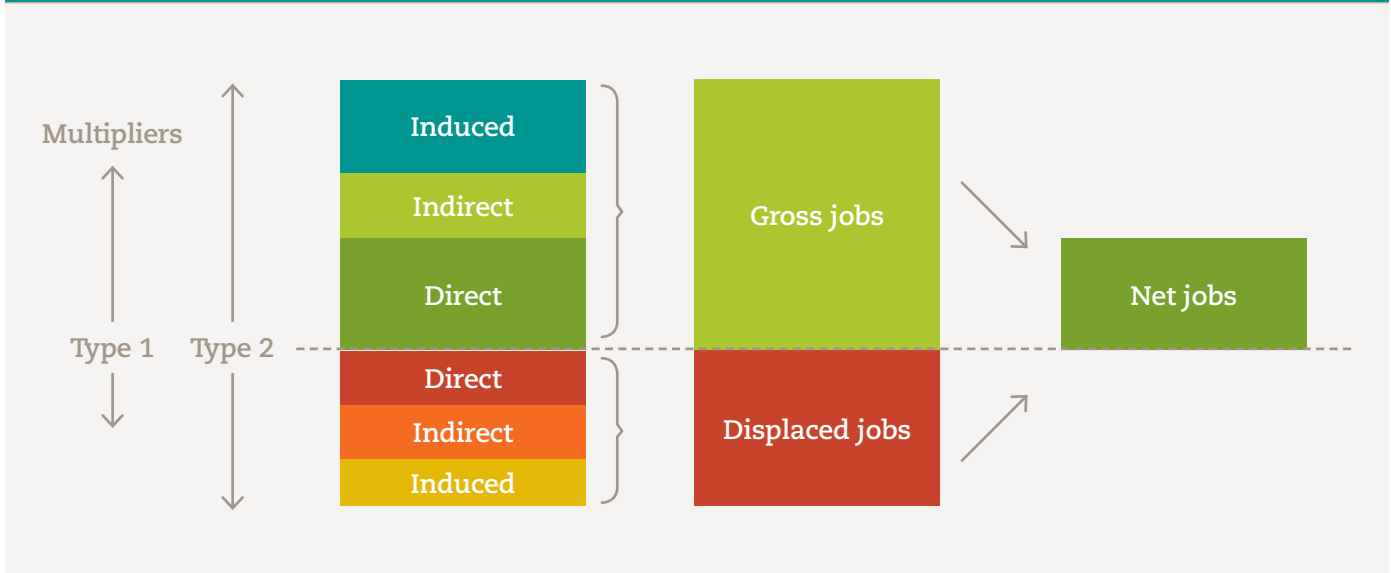 Multipliers
Type 1
Type 2
Induced
Indirect
Direct
Direct
Indirect
Induced
Gross jobs
Displaced jobs
Net jobs